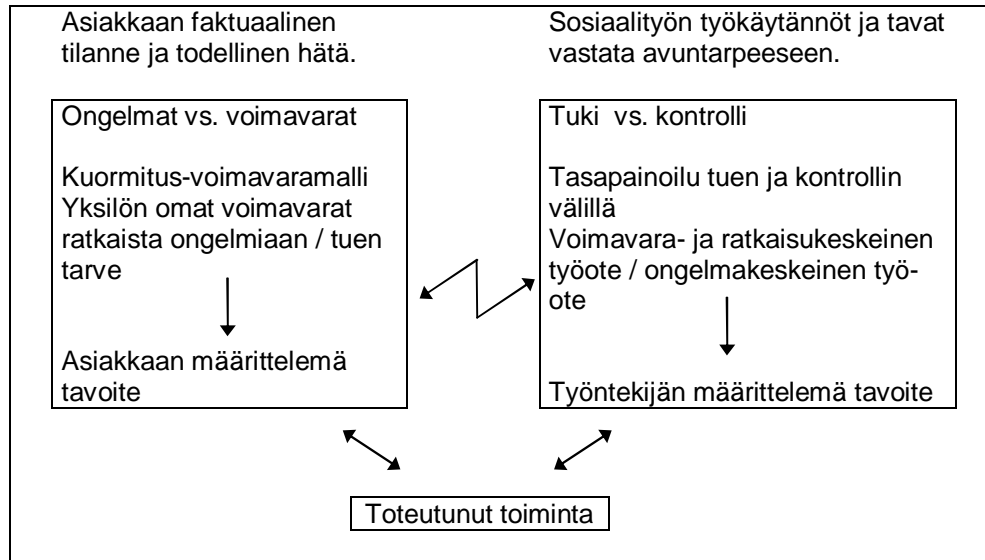 Asiakkaan faktuaalinen
tilanne ja todellinen hätä.
Ongelmat vs. voimavarat
Kuormitus-voimavaramalli
Yksilön omat voimavarat
ratkaista ongelmiaan / tuen
tarve
Asiakkaan määrittelemä
tavoite
Sosiaalityön työkäytännöt ja tavat
vastata avuntarpeeseen.
Tuki vs. kontrolli
Tasapainoilu tuen ja kontrollin
välillä
Voimavara- ja ratkaisukeskeinen
työote / ongelmakeskeinen työ-
ote
Työntekijän määrittelemä tavoite
Toteutunut toiminta